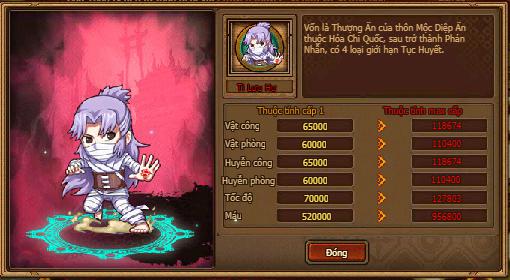 Vốn là Thượng Ẩn của thôn Mộc Diệp Ẩn
thuộc Hỏa Chi Quốc, sau trở thành Phản
Nhẫn, có 4 loại giới hạn Tục Huyết.
Ti Lưu Hư
Thuộc tính cấp 1 Thuộc tính max cấp
Vật công 65000 118674
Vật phòng 60000 110400
Huyễn công 65000 118674
Huyễn phòng 60000 110400
Tốc độ 70000 127803
Máu 520000 956800
Đóng